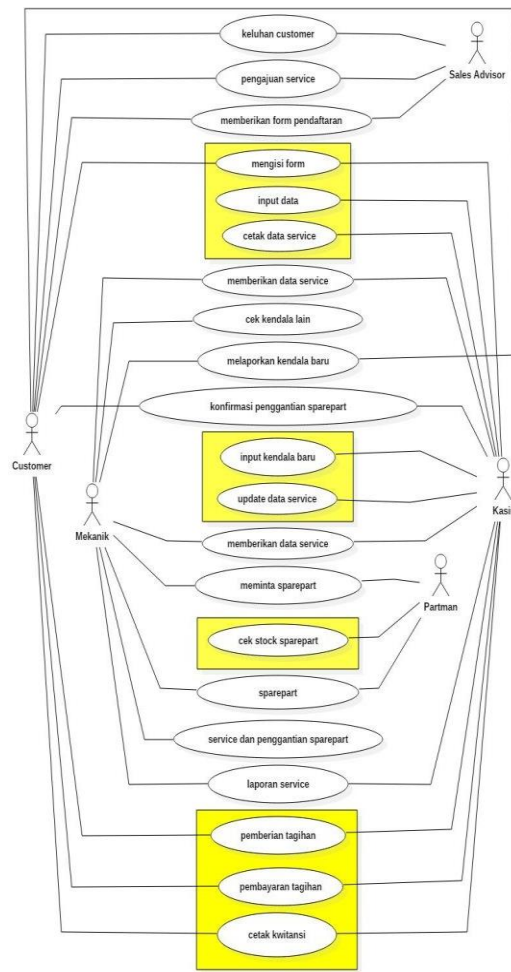 keluhan customer
Sales Advisor
pengajuan service
memberikan form pendaftaran
mengisi form
input data
cetak data service
memberikan data service
cek kendala lain
melaporkan kendala baru
konfirmasi penggantian sparepart
Customer
input kendala baru
update data service
Mekanik
Kasir
memberikan data service
meminta sparepart
Partman
cek stock sparepart
sparepart
service dan penggantian sparepart
laporan service
pemberian tagihan
pembayaran tagihan
cetak kwitansi